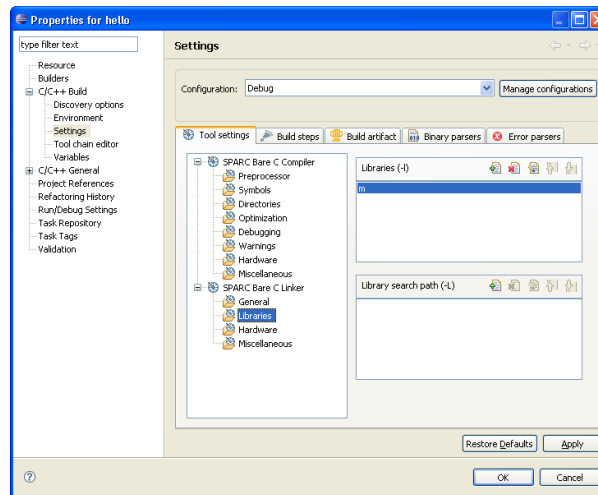 Properties for hello
type filter text
Resource
Builders
C/C++ Build
Discovery options
Environment
Settings
Tool chain editor
Variables
C/C++ General
Project References
Refactoring History
Run/Debug Settings
Task Repository
Task Tags
Validation
Settings
Configuration: Debug Manage configurations
Tool settings Build steps Build artifact Binary parsers Error parsers
SPARC Bare C Compiler
Preprocessor
Symbols
Directories
Optimization
Debugging
Warnings
Hardware
Miscellaneous
SPARC Bare C Linker
General
Libraries
Hardware
Miscellaneous
Libraries (-l)
m
Library search path (-L)
Restore Defaults Apply
OK Cancel